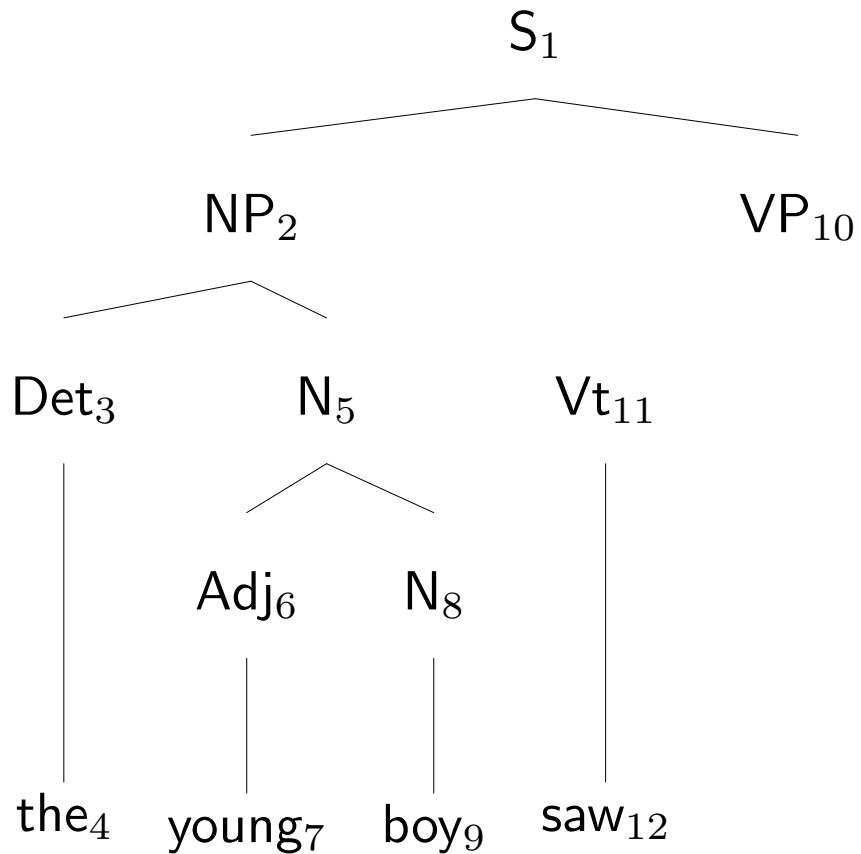 S₁
NP₂ VP₁₀
Det₃ N₅ Vt₁₁
Adj₆ N₈
the₄ young₇ boy₉ saw₁₂